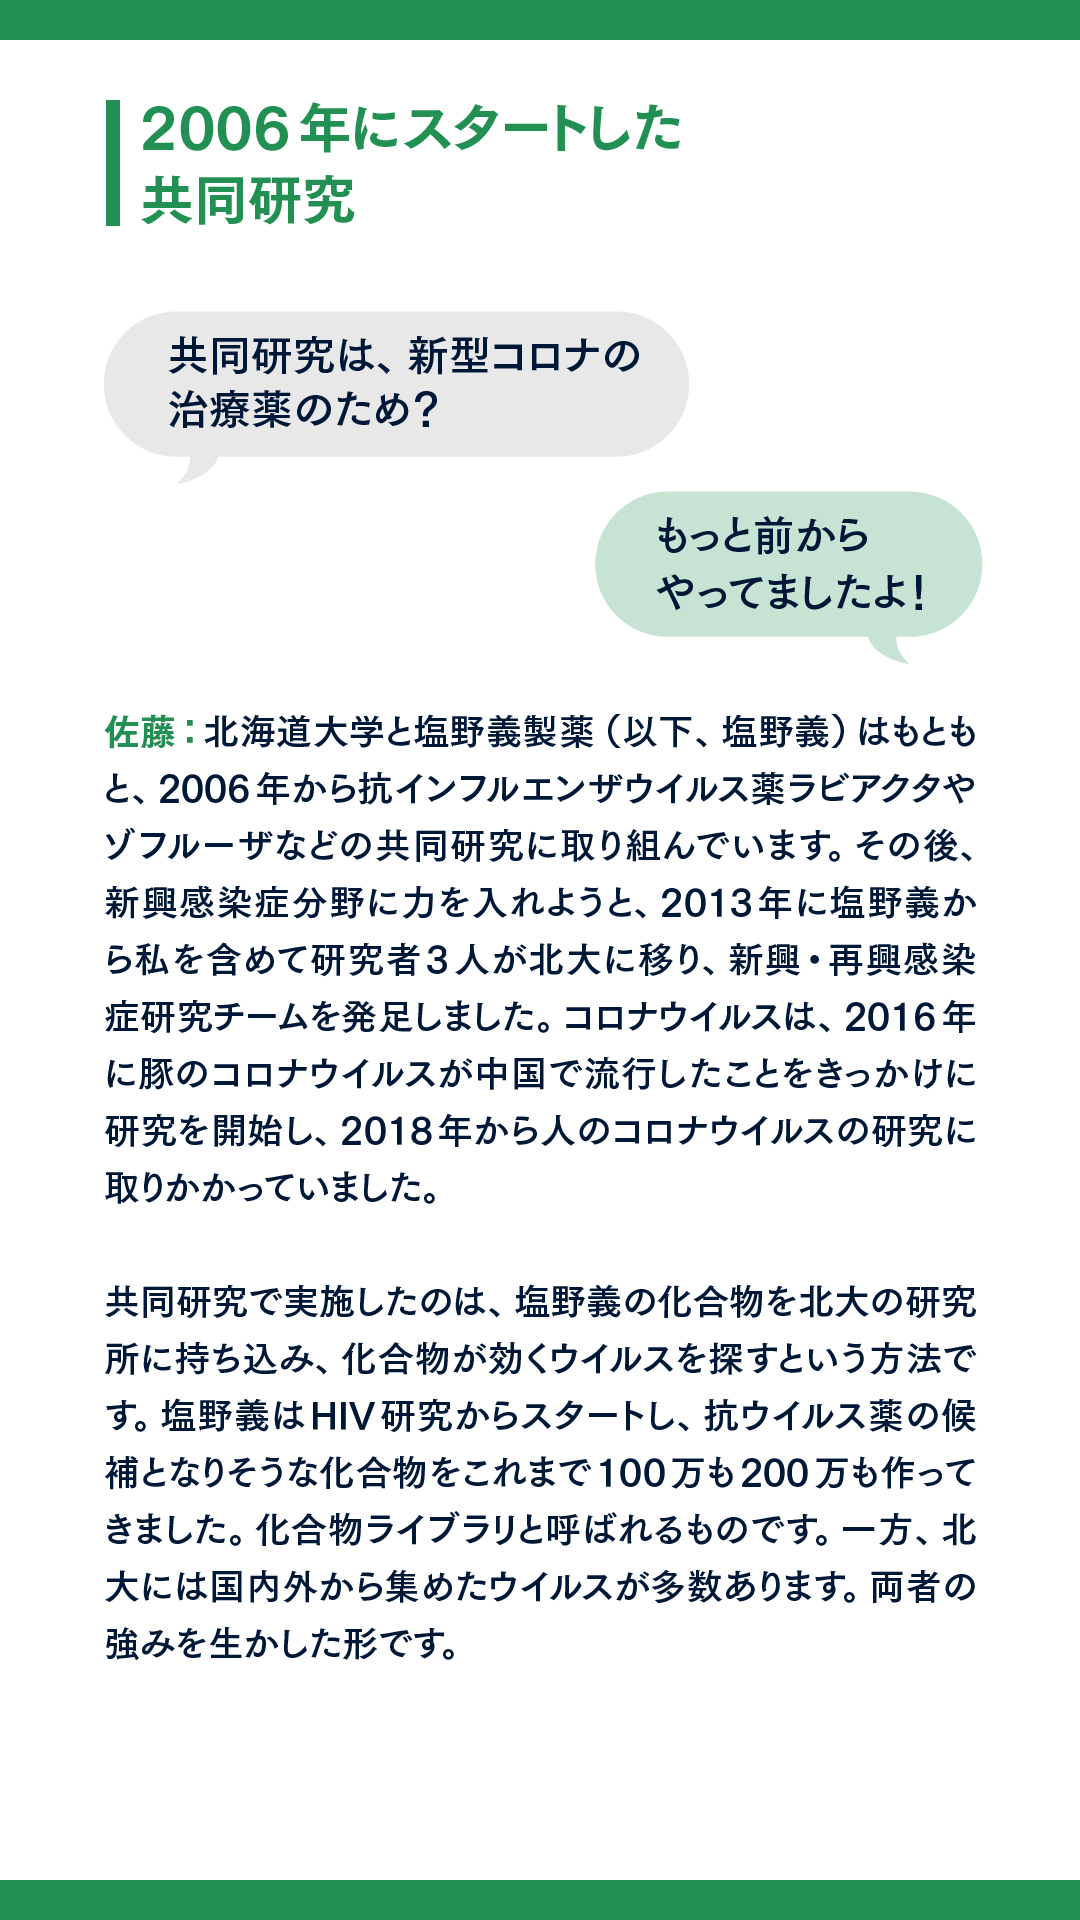 2006年にスタートした
共同研究
共同研究は、新型コロナの
治療薬のため？
もっと前から
やってましたよ！
佐藤：北海道大学と塩野義製薬（以下、塩野義）はもとも
と、2006年から抗インフルエンザウイルス薬ラビアクタや
ゾフルーザなどの共同研究に取り組んでいます。その後、
新興感染症分野に力を入れようと、2013年に塩野義か
ら私を含めて研究者3人が北大に移り、新興・再興感染
症研究チームを発足しました。コロナウイルスは、2016年
に豚のコロナウイルスが中国で流行したことをきっかけに
研究を開始し、2018年から人のコロナウイルスの研究に
取りかかっていました。
共同研究で実施したのは、塩野義の化合物を北大の研究
所に持ち込み、化合物が効くウイルスを探すという方法で
す。塩野義はHIV研究からスタートし、抗ウイルス薬の候
補となりそうな化合物をこれまで100万も200万も作って
きました。化合物ライブラリと呼ばれるものです。一方、北
大には国内外から集めたウイルスが多数あります。両者の
強みを生かした形です。